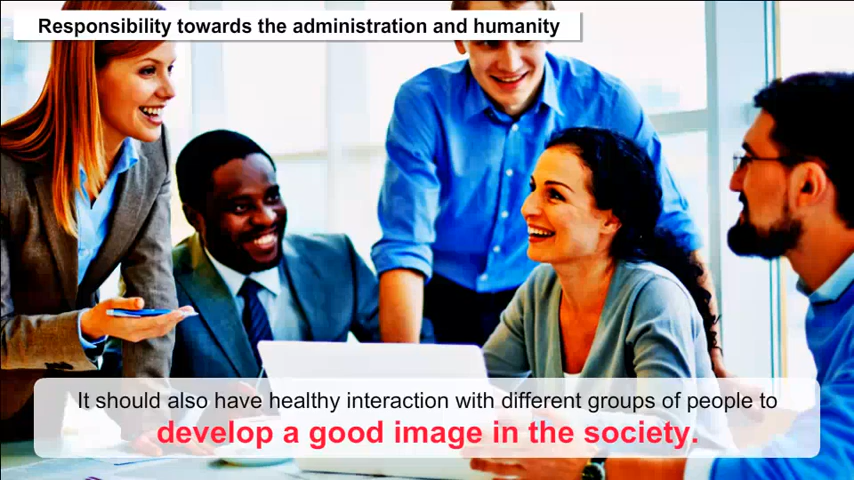 Responsibility towards the administration and humanity
It should also have healthy interaction with different groups of people to
develop a good image in the society.